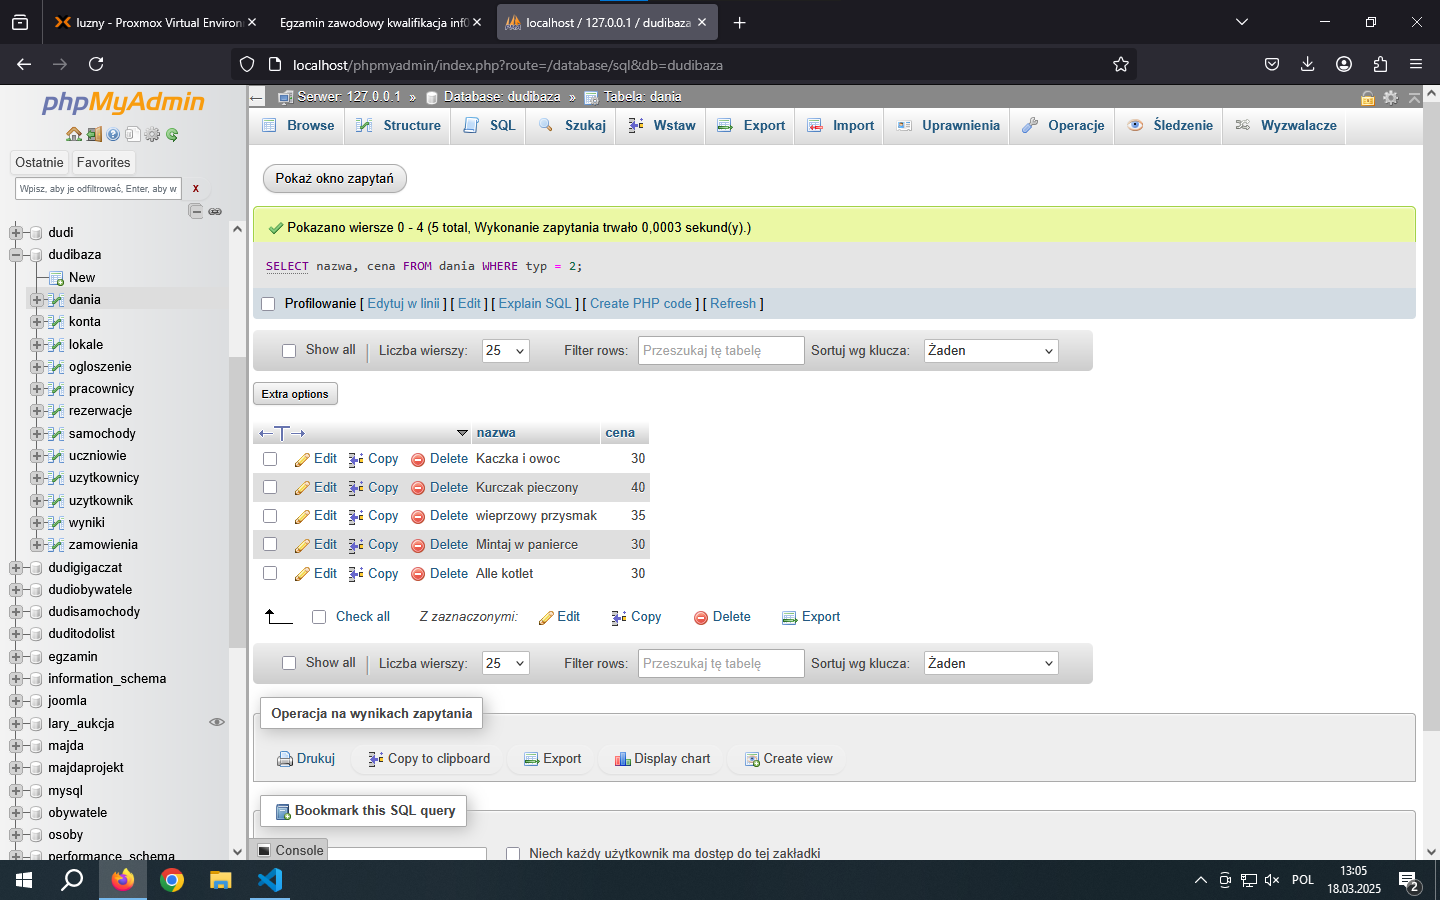 luzny - Proxmox Virtual Environ
Egzamin zawodowy kwalifikacja inf0
localhost / 127.0.0.1 / dudibaza
localhost/phpmyadmin/index.php?route=/database/sql&db=dudibaza
phpMyAdmin
Ostatnie Favorites
Wpisz, aby je odfiltrować, Enter, aby w X
dudi
dudibaza
New
dania
konta
lokale
ogloszenie
pracownicy
rezerwacje
samochody
uczniowie
uzytkownicy
uzytkownik
wyniki
zamowienia
dudigigaczat
dudiobywatele
dudisamochody
duditodolist
egzamin
information_schema
joomla
lary_aukcja
majda
majdaprojekt
mysql
obywatele
osoby
performance_schema
Serwer: 127.0.0.1 » Database: dudibaza » Tabela: dania
Browse Structure SQL Szukaj Wstaw Export Import Uprawnienia Operacje Śledzenie Wyzwalacze
Pokaż okno zapytań
Pokazano wiersze 0 - 4 (5 total, Wykonanie zapytania trwało 0,0003 sekund(y).)
SELECT nazwa, cena FROM dania WHERE typ = 2;
Profilowanie [ Edytuj w linii ] [ Edit ] [ Explain SQL ] [ Create PHP code ] [ Refresh ]
Show all Liczba wierszy: 25 Filter rows: Przeszukaj tę tabelę Sortuj wg klucza: Żaden
Extra options
nazwa cena
Edit Copy Delete Kaczka i owoc 30
Edit Copy Delete Kurczak pieczony 40
Edit Copy Delete wieprzowy przysmak 35
Edit Copy Delete Mintaj w panierce 30
Edit Copy Delete Alle kotlet 30
Check all Z zaznaczonymi: Edit Copy Delete Export
Show all Liczba wierszy: 25 Filter rows: Przeszukaj tę tabelę Sortuj wg klucza: Żaden
Operacja na wynikach zapytania
Drukuj Copy to clipboard Export Display chart Create view
Bookmark this SQL query
Console
Niech każdy użytkownik ma dostęp do tej zakładki
POL
13:05
18.03.2025
2